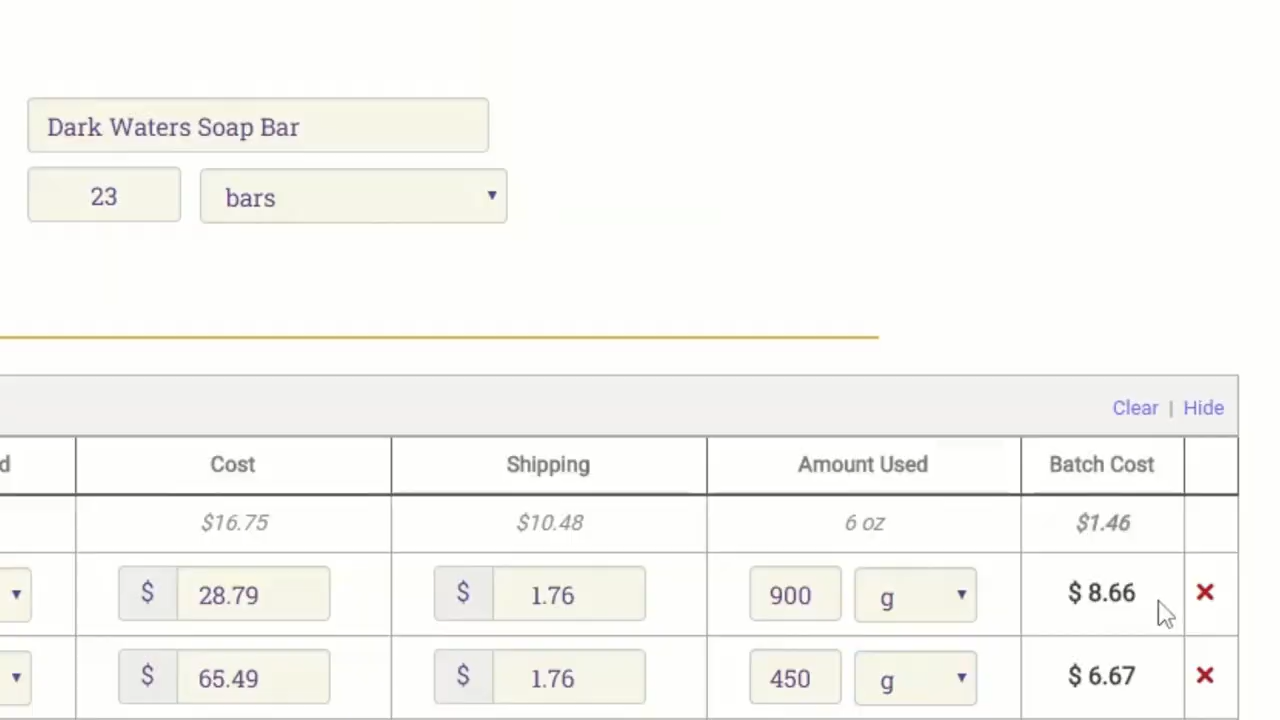 Dark Waters Soap Bar
23 bars
Clear | Hide
d Cost Shipping Amount Used Batch Cost
$16.75 $10.48 6 oz $1.46
$ 28.79 $ 1.76 900 g $ 8.66
$ 65.49 $ 1.76 450 g $ 6.67